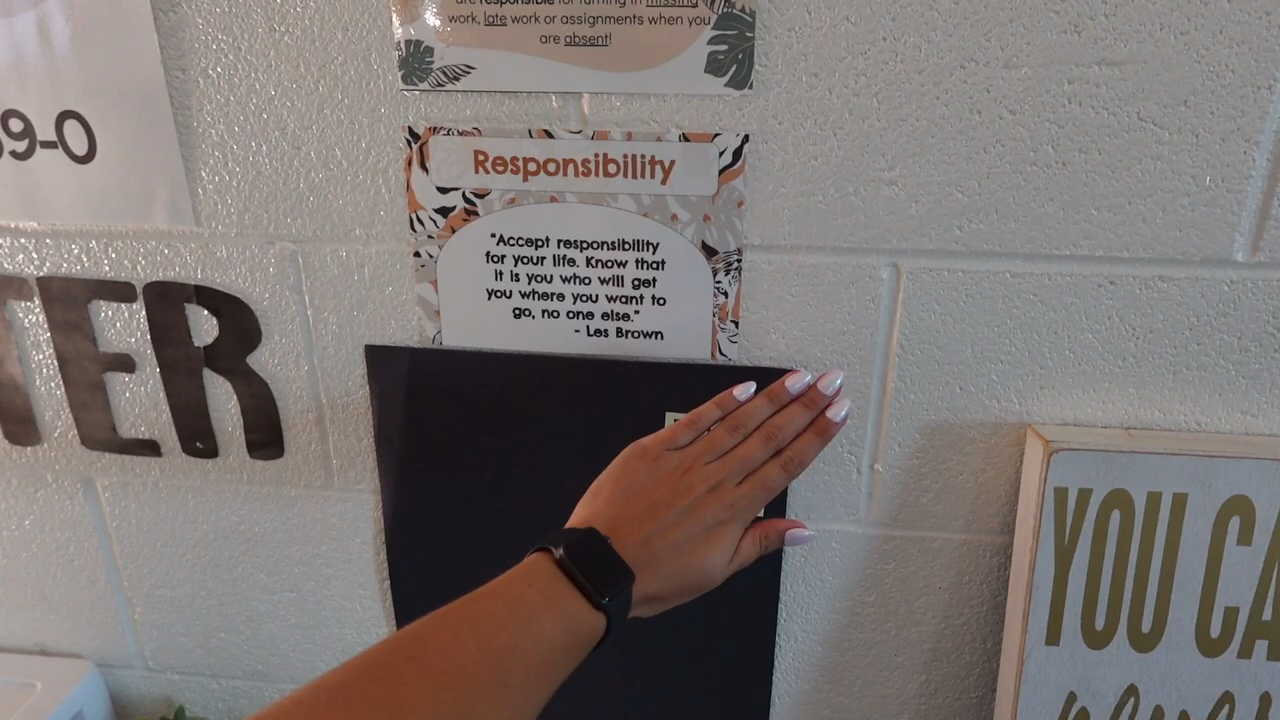 are responsible for turning in missing
work, late work or assignments when you
are absent!
9-0
Responsibility
"Accept responsibility
for your life. Know that
it is you who will get
you where you want to
go, no one else."
- Les Brown
TER
YOU CA